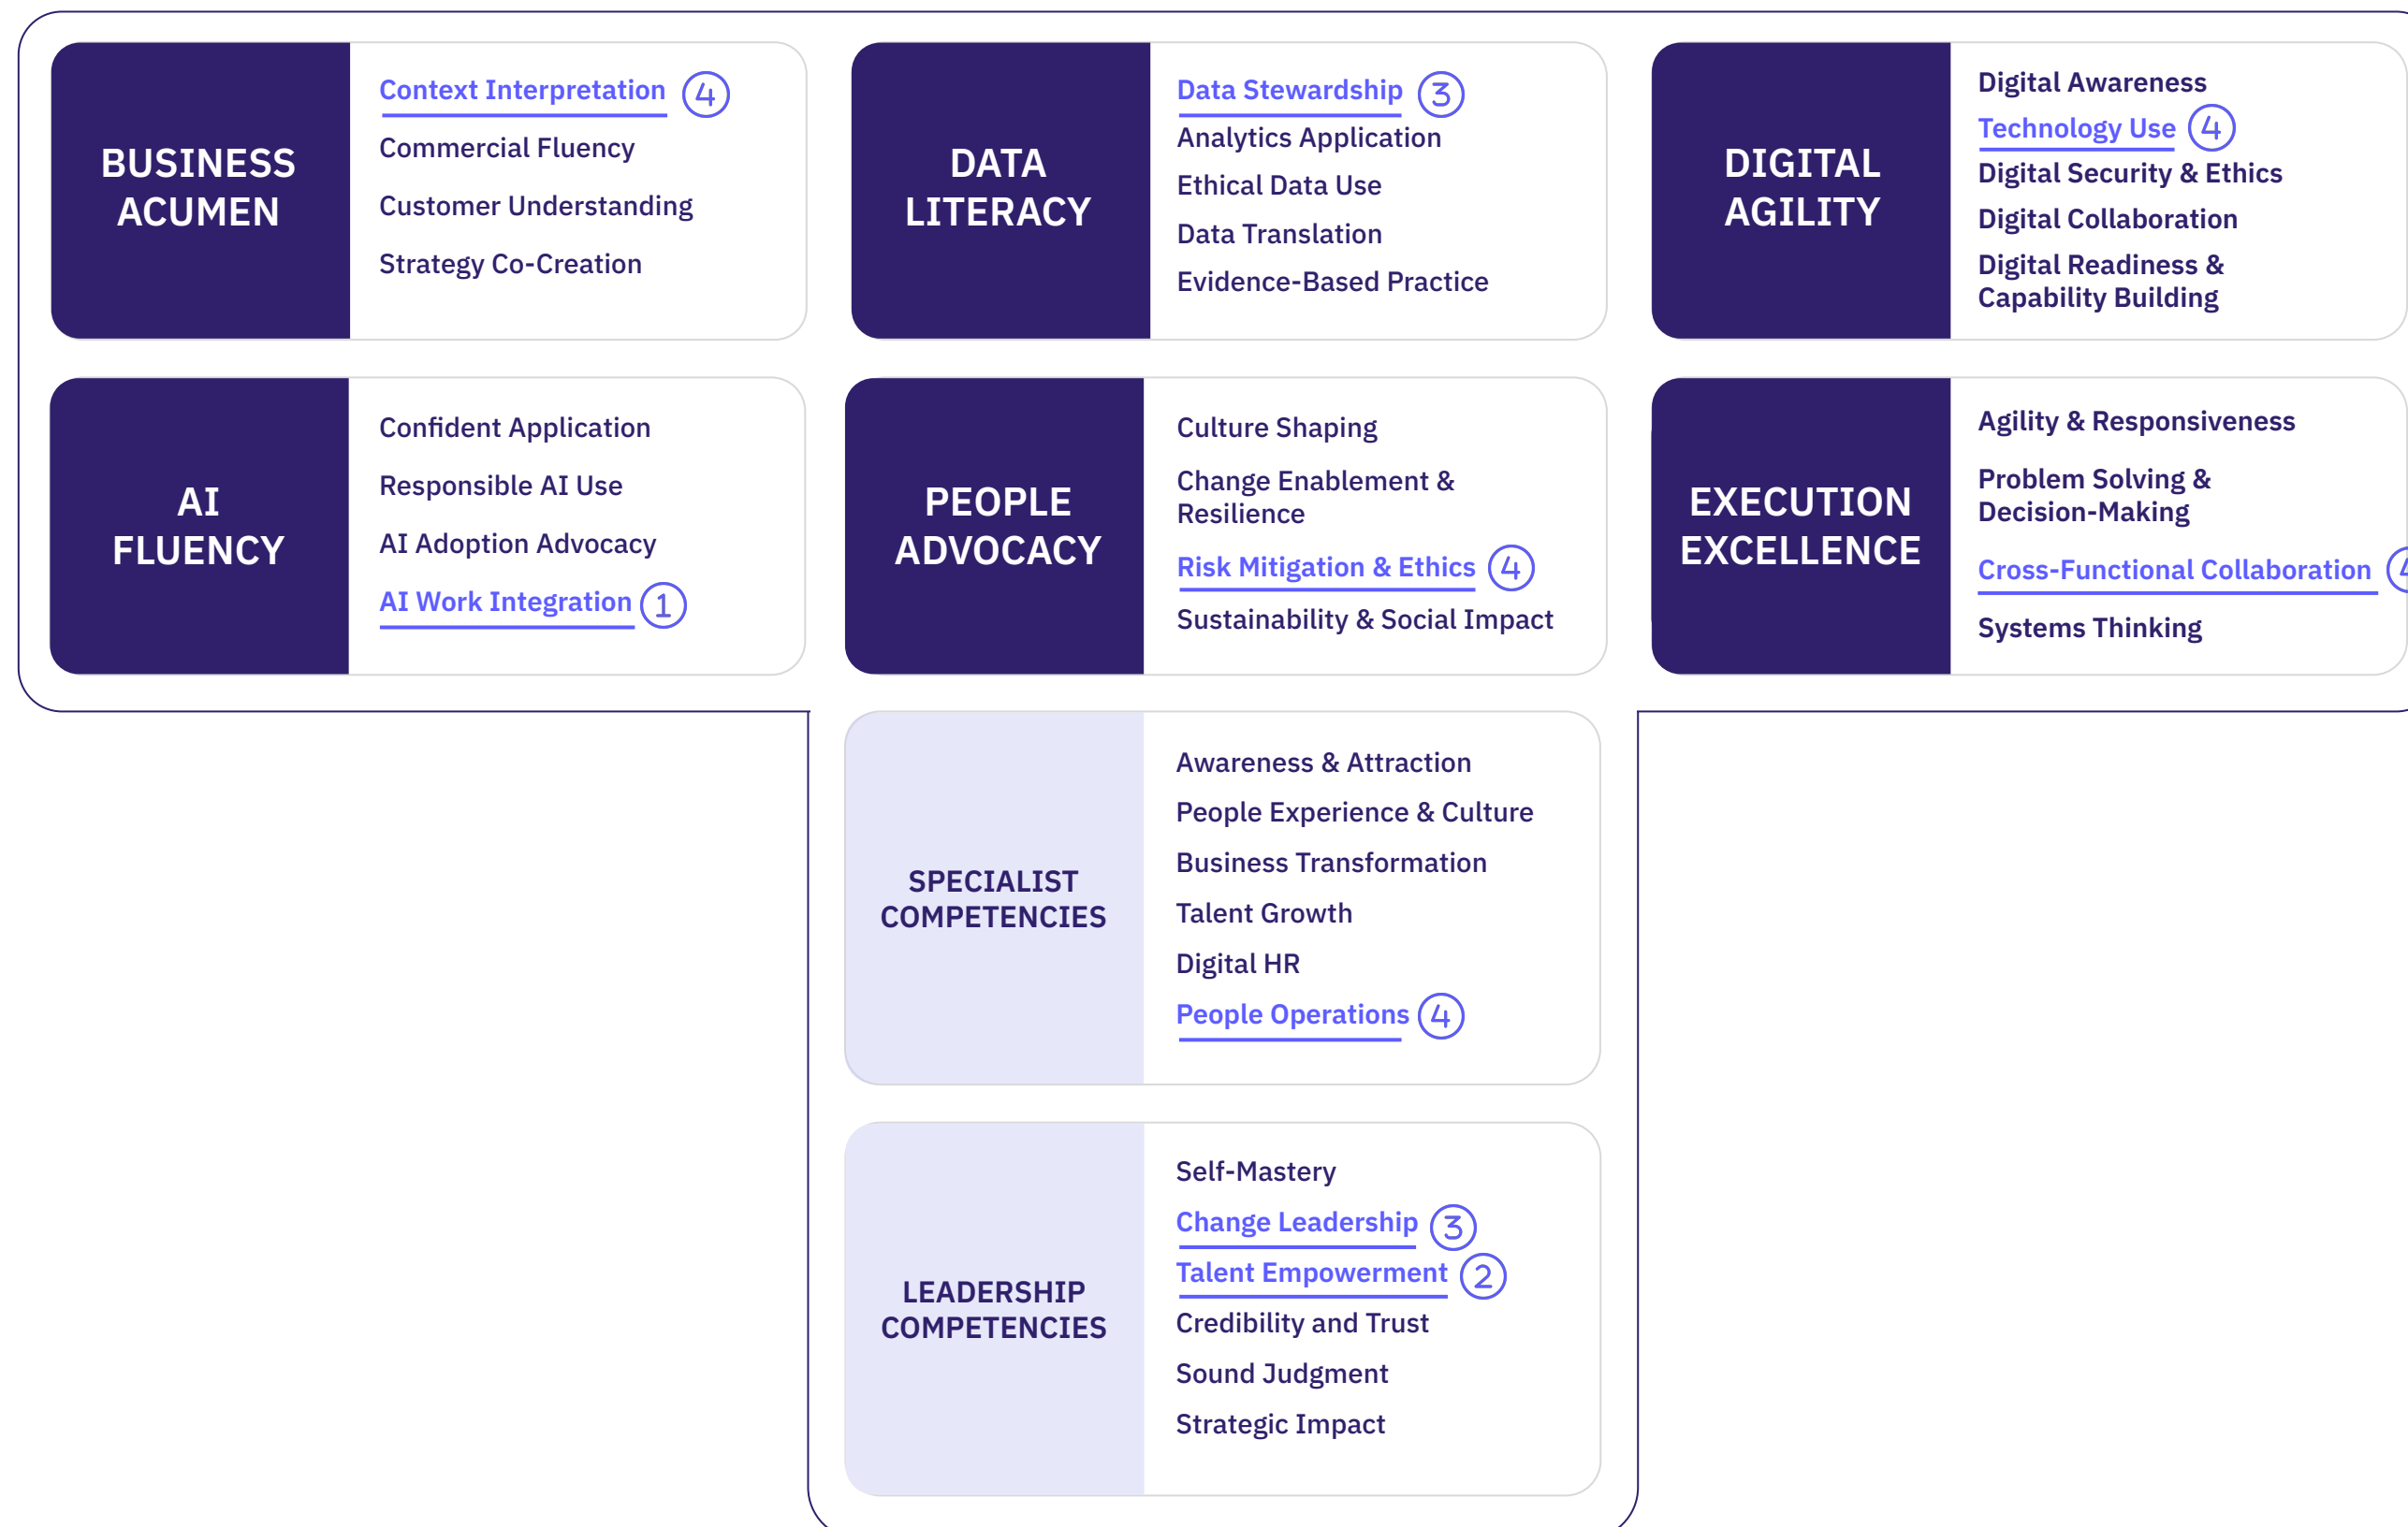 BUSINESS
ACUMEN
Context Interpretation 4
Commercial Fluency
Customer Understanding
Strategy Co-Creation
DATA
LITERACY
Data Stewardship 3
Analytics Application
Ethical Data Use
Data Translation
Evidence-Based Practice
DIGITAL
AGILITY
Digital Awareness
Technology Use 4
Digital Security & Ethics
Digital Collaboration
Digital Readiness &
Capability Building
AI
FLUENCY
Confident Application
Responsible AI Use
AI Adoption Advocacy
AI Work Integration 1
PEOPLE
ADVOCACY
Culture Shaping
Change Enablement &
Resilience
Risk Mitigation & Ethics 4
Sustainability & Social Impact
EXECUTION
EXCELLENCE
Agility & Responsiveness
Problem Solving &
Decision-Making
Cross-Functional Collaboration
Systems Thinking
SPECIALIST
COMPETENCIES
Awareness & Attraction
People Experience & Culture
Business Transformation
Talent Growth
Digital HR
People Operations 4
LEADERSHIP
COMPETENCIES
Self-Mastery
Change Leadership 3
Talent Empowerment 2
Credibility and Trust
Sound Judgment
Strategic Impact